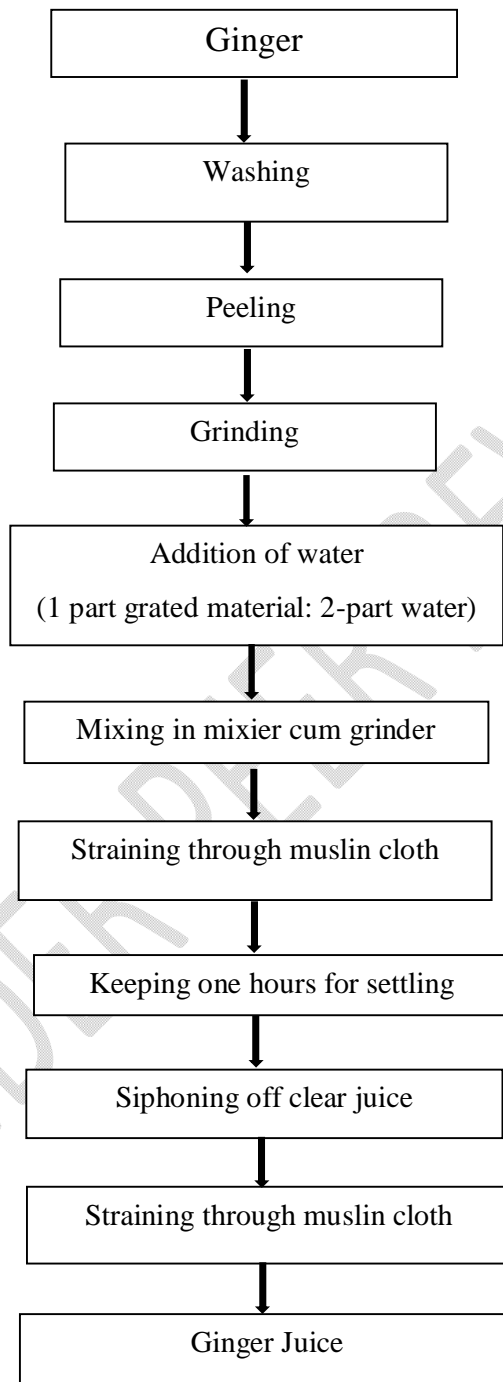 Ginger
Washing
Peeling
Grinding
Addition of water
(1 part grated material: 2-part water)
Mixing in mixier cum grinder
Straining through muslin cloth
Keeping one hours for settling
Siphoning off clear juice
Straining through muslin cloth
Ginger Juice